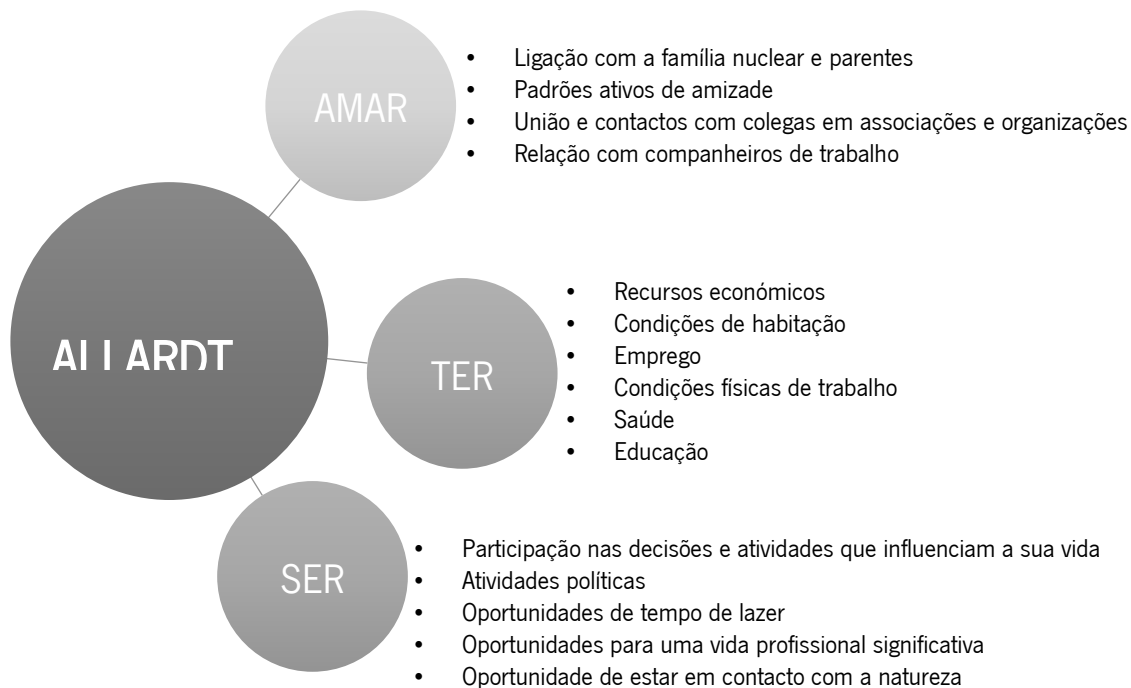 AMAR
• Ligação com a família nuclear e parentes
• Padrões ativos de amizade
• União e contactos com colegas em associações e organizações
• Relação com companheiros de trabalho
ALLARDT
TER
• Recursos económicos
• Condições de habitação
• Emprego
• Condições físicas de trabalho
• Saúde
• Educação
SER
• Participação nas decisões e atividades que influenciam a sua vida
• Atividades políticas
• Oportunidades de tempo de lazer
• Oportunidades para uma vida profissional significativa
• Oportunidade de estar em contacto com a natureza